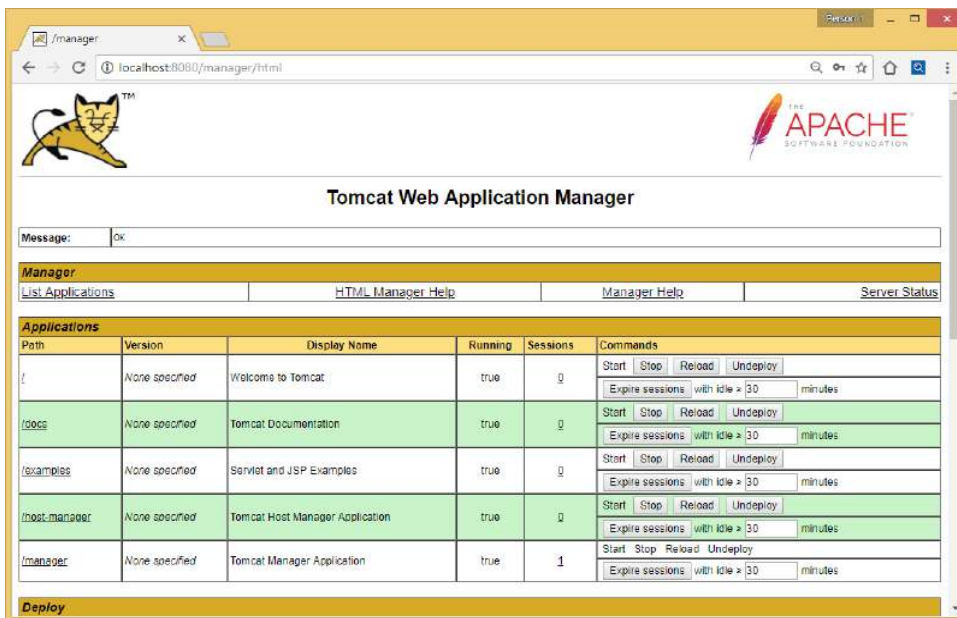 /manager
localhost:8080/manager/html
TM
THE
APACHE
SOFTWARE FOUNDATION
Tomcat Web Application Manager
Message: OK
Manager
List Applications HTML Manager Help Manager Help Server Status
Applications
Path Version Display Name Running Sessions Commands
/ None specified Welcome to Tomcat true 0 Start Stop Reload Undeploy
Expire sessions with idle ≥ 30 minutes
/docs None specified Tomcat Documentation true 0 Start Stop Reload Undeploy
Expire sessions with idle ≥ 30 minutes
/examples None specified Servlet and JSP Examples true 0 Start Stop Reload Undeploy
Expire sessions with idle ≥ 30 minutes
/host-manager None specified Tomcat Host Manager Application true 0 Start Stop Reload Undeploy
Expire sessions with idle ≥ 30 minutes
/manager None specified Tomcat Manager Application true 1 Start Stop Reload Undeploy
Expire sessions with idle ≥ 30 minutes
Deploy